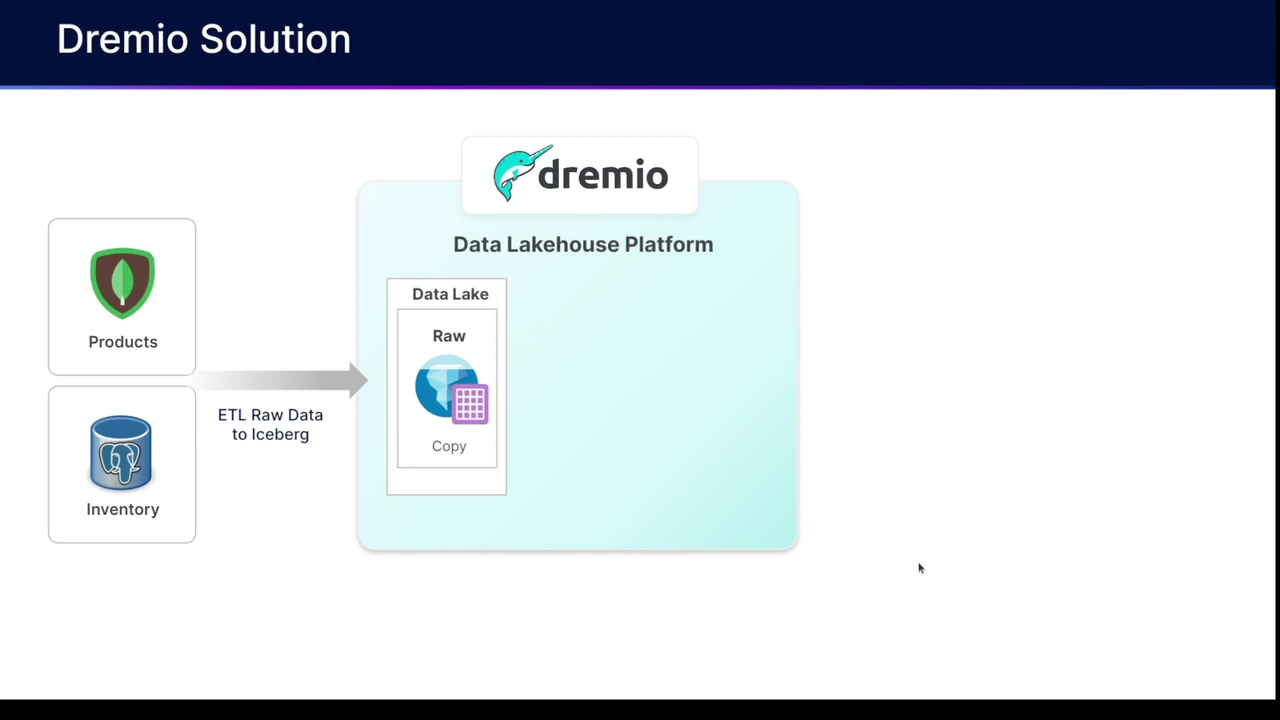 Dremio Solution
dremio
Data Lakehouse Platform
Data Lake
Raw
Copy
Products
Inventory
ETL Raw Data
to Iceberg